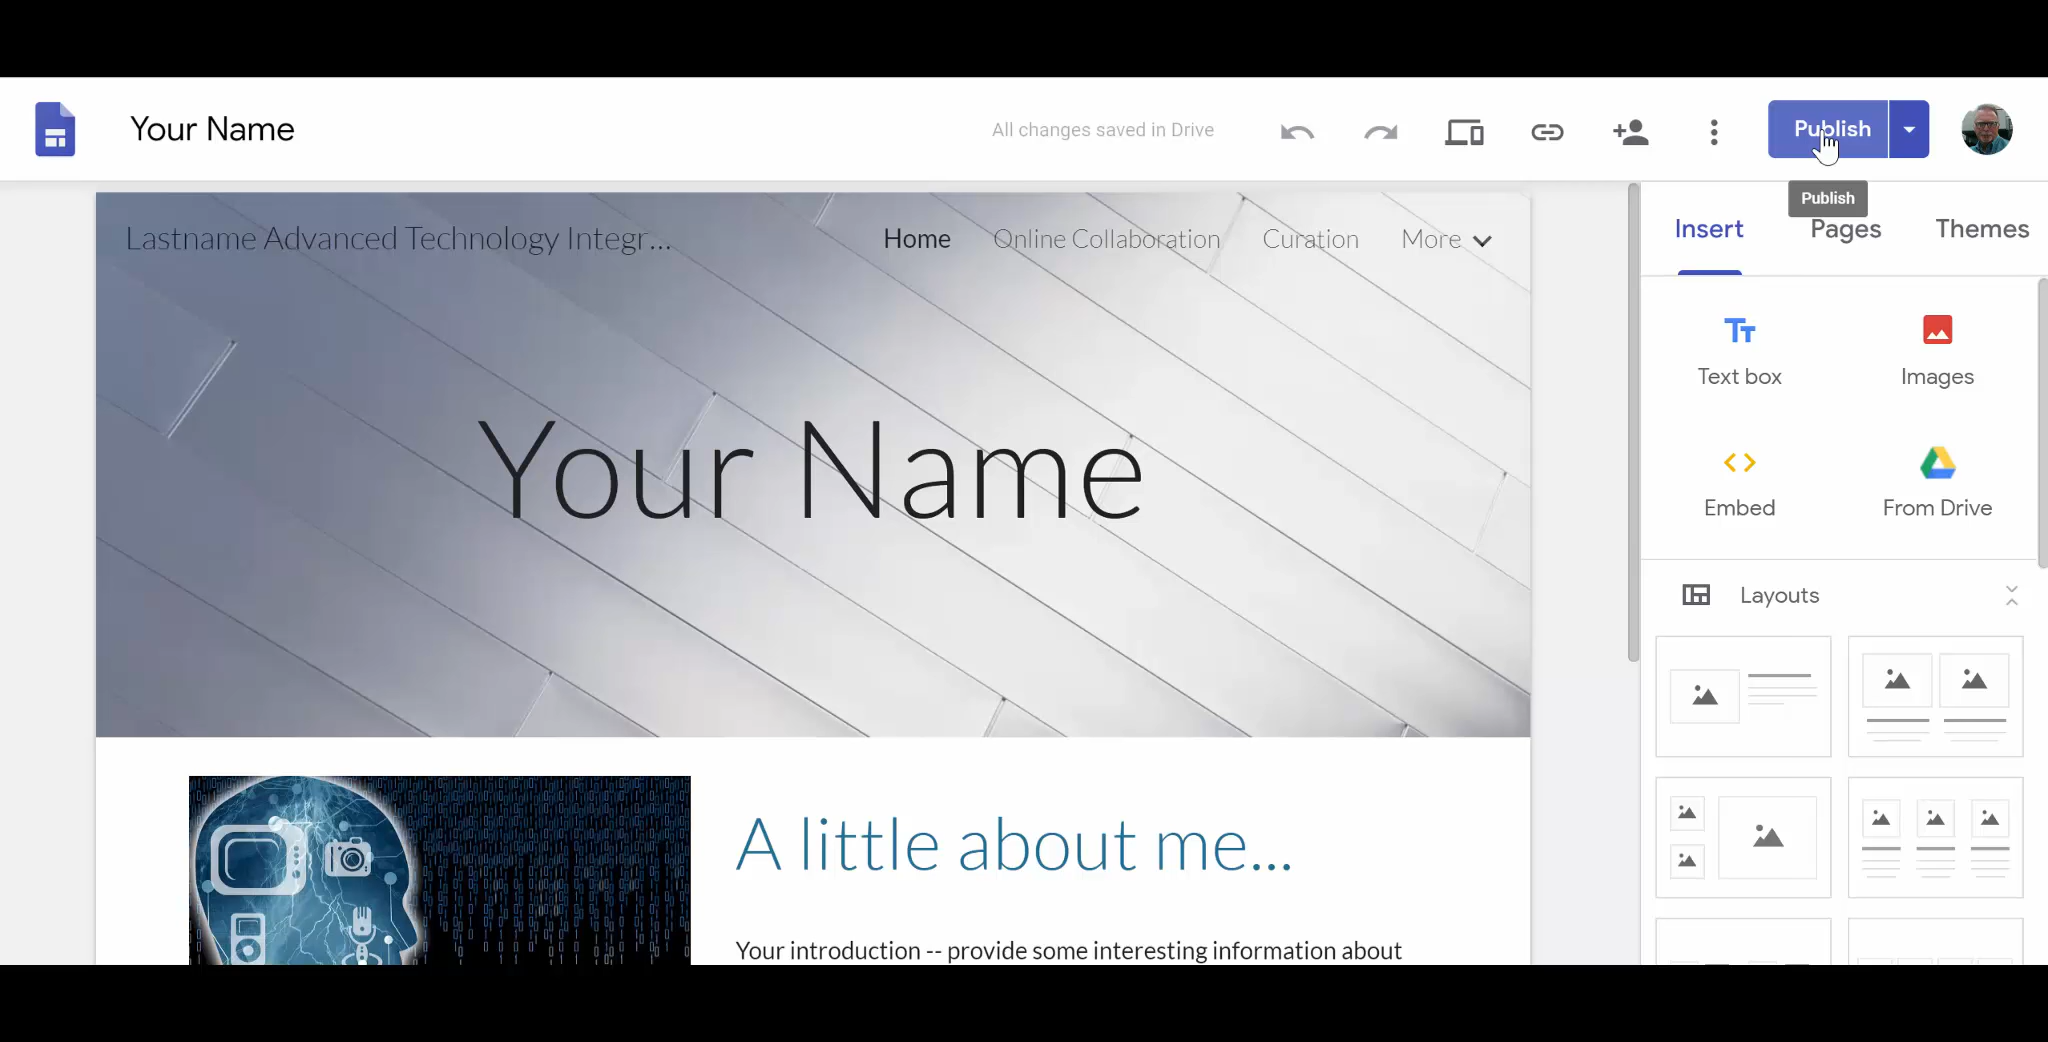 Your Name
All changes saved in Drive
Publish
Publish
Insert
Pages
Themes
Lastname Advanced Technology Integr...
Home
Online Collaboration
Curation
More
Your Name
Text box
Images
Embed
From Drive
Layouts
A little about me...
Your introduction -- provide some interesting information about